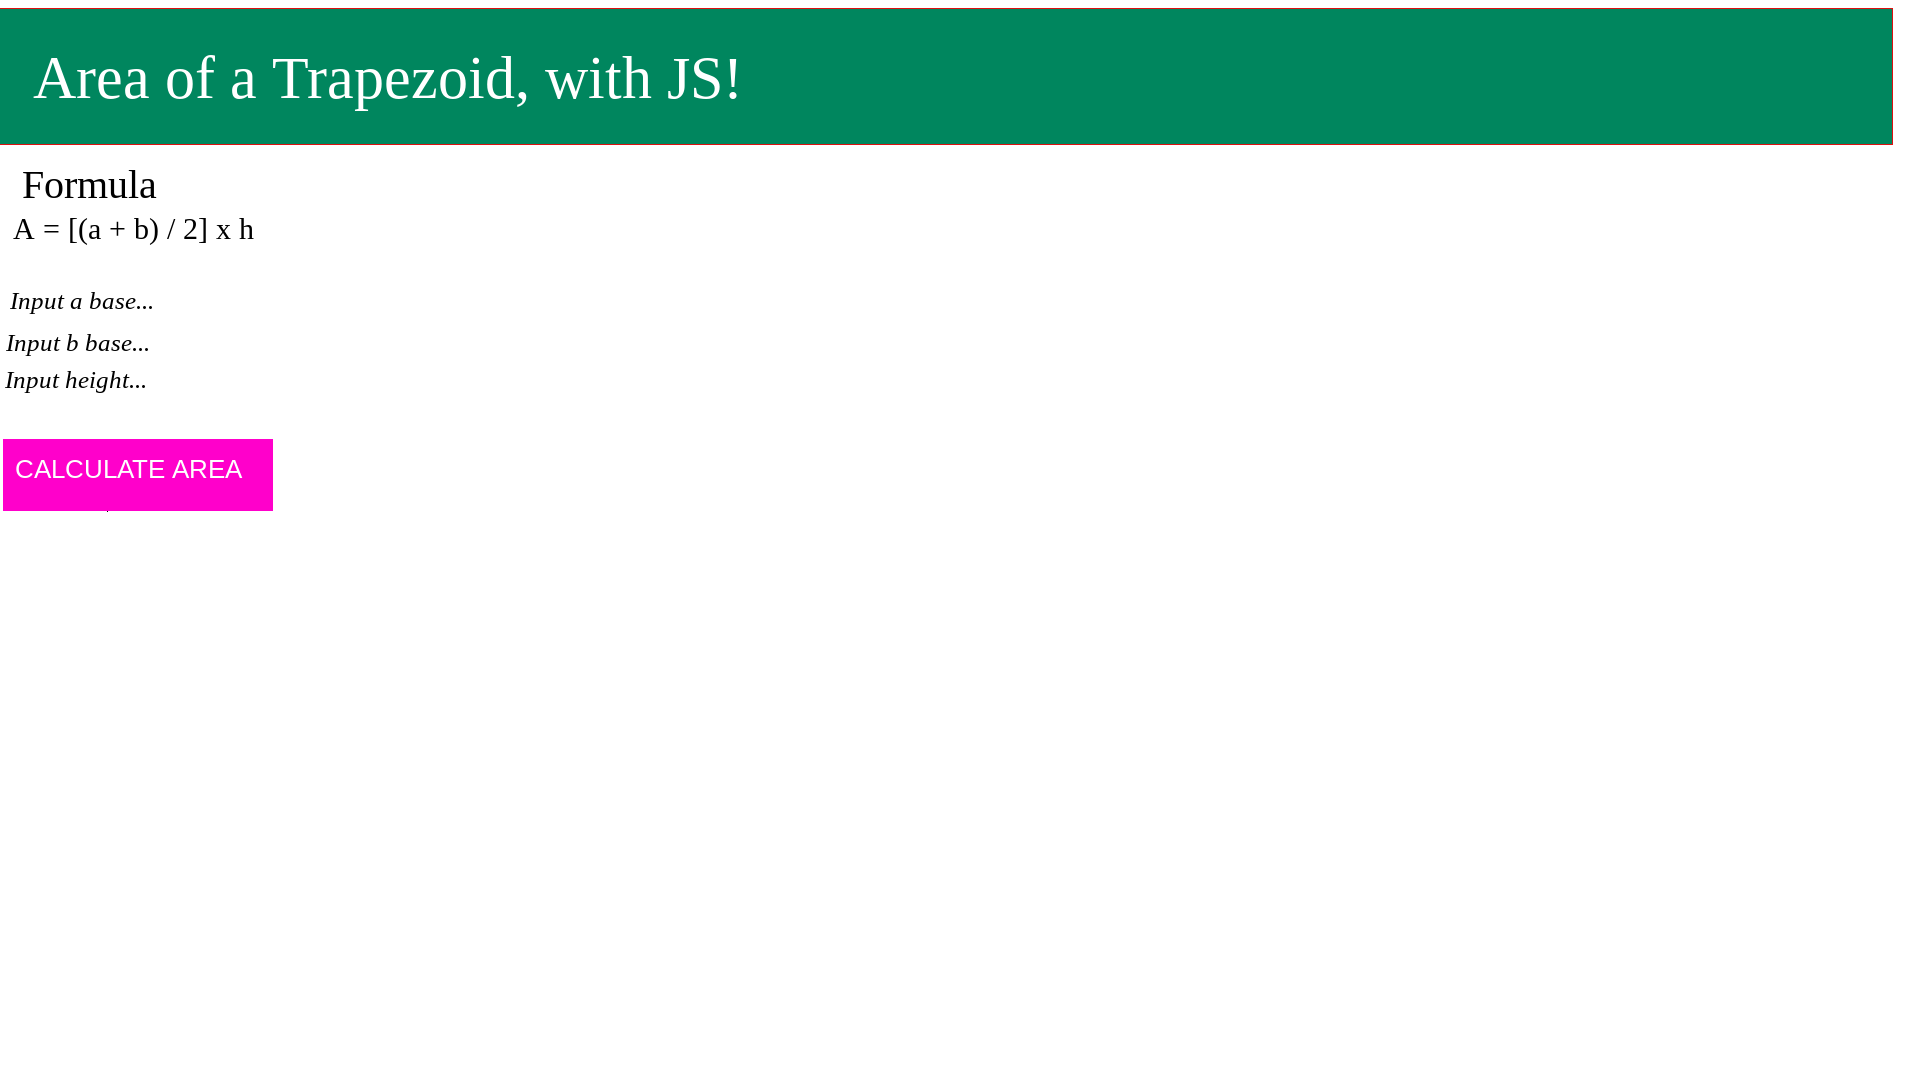 Area of a Trapezoid, with JS!
Formula
A = [(a + b) / 2] x h
Input a base...
Input b base...
Input height...
CALCULATE AREA